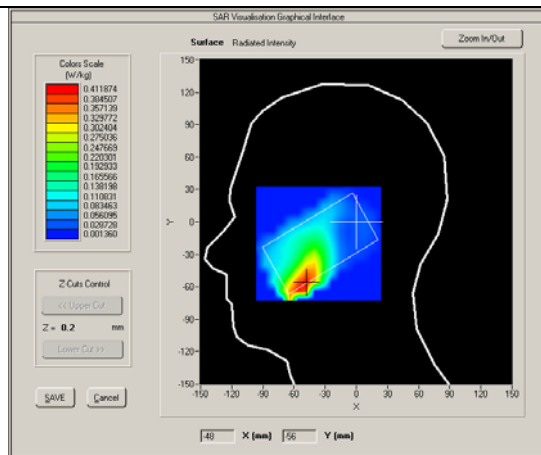 SAR Visualisation Graphical Interface
Surface Radiated Intensity
Zoom In/Out
Colors Scale
(W/kg)
0.411874
0.384507
0.357139
0.329772
0.302404
0.275036
0.247669
0.220301
0.192933
0.165566
0.138198
0.110831
0.083463
0.056095
0.028728
0.001360
Z-Cuts Control
<< Upper Cut
Z = 0.2 mm
Lower Cut >>
SAVE
Cancel
150
120
90
60
30
0
-30
-60
-90
-120
-150
Y
-150 -120 -90 -60 -30 0 30 60 90 120 150
X
-48 X (mm) -56 Y (mm)